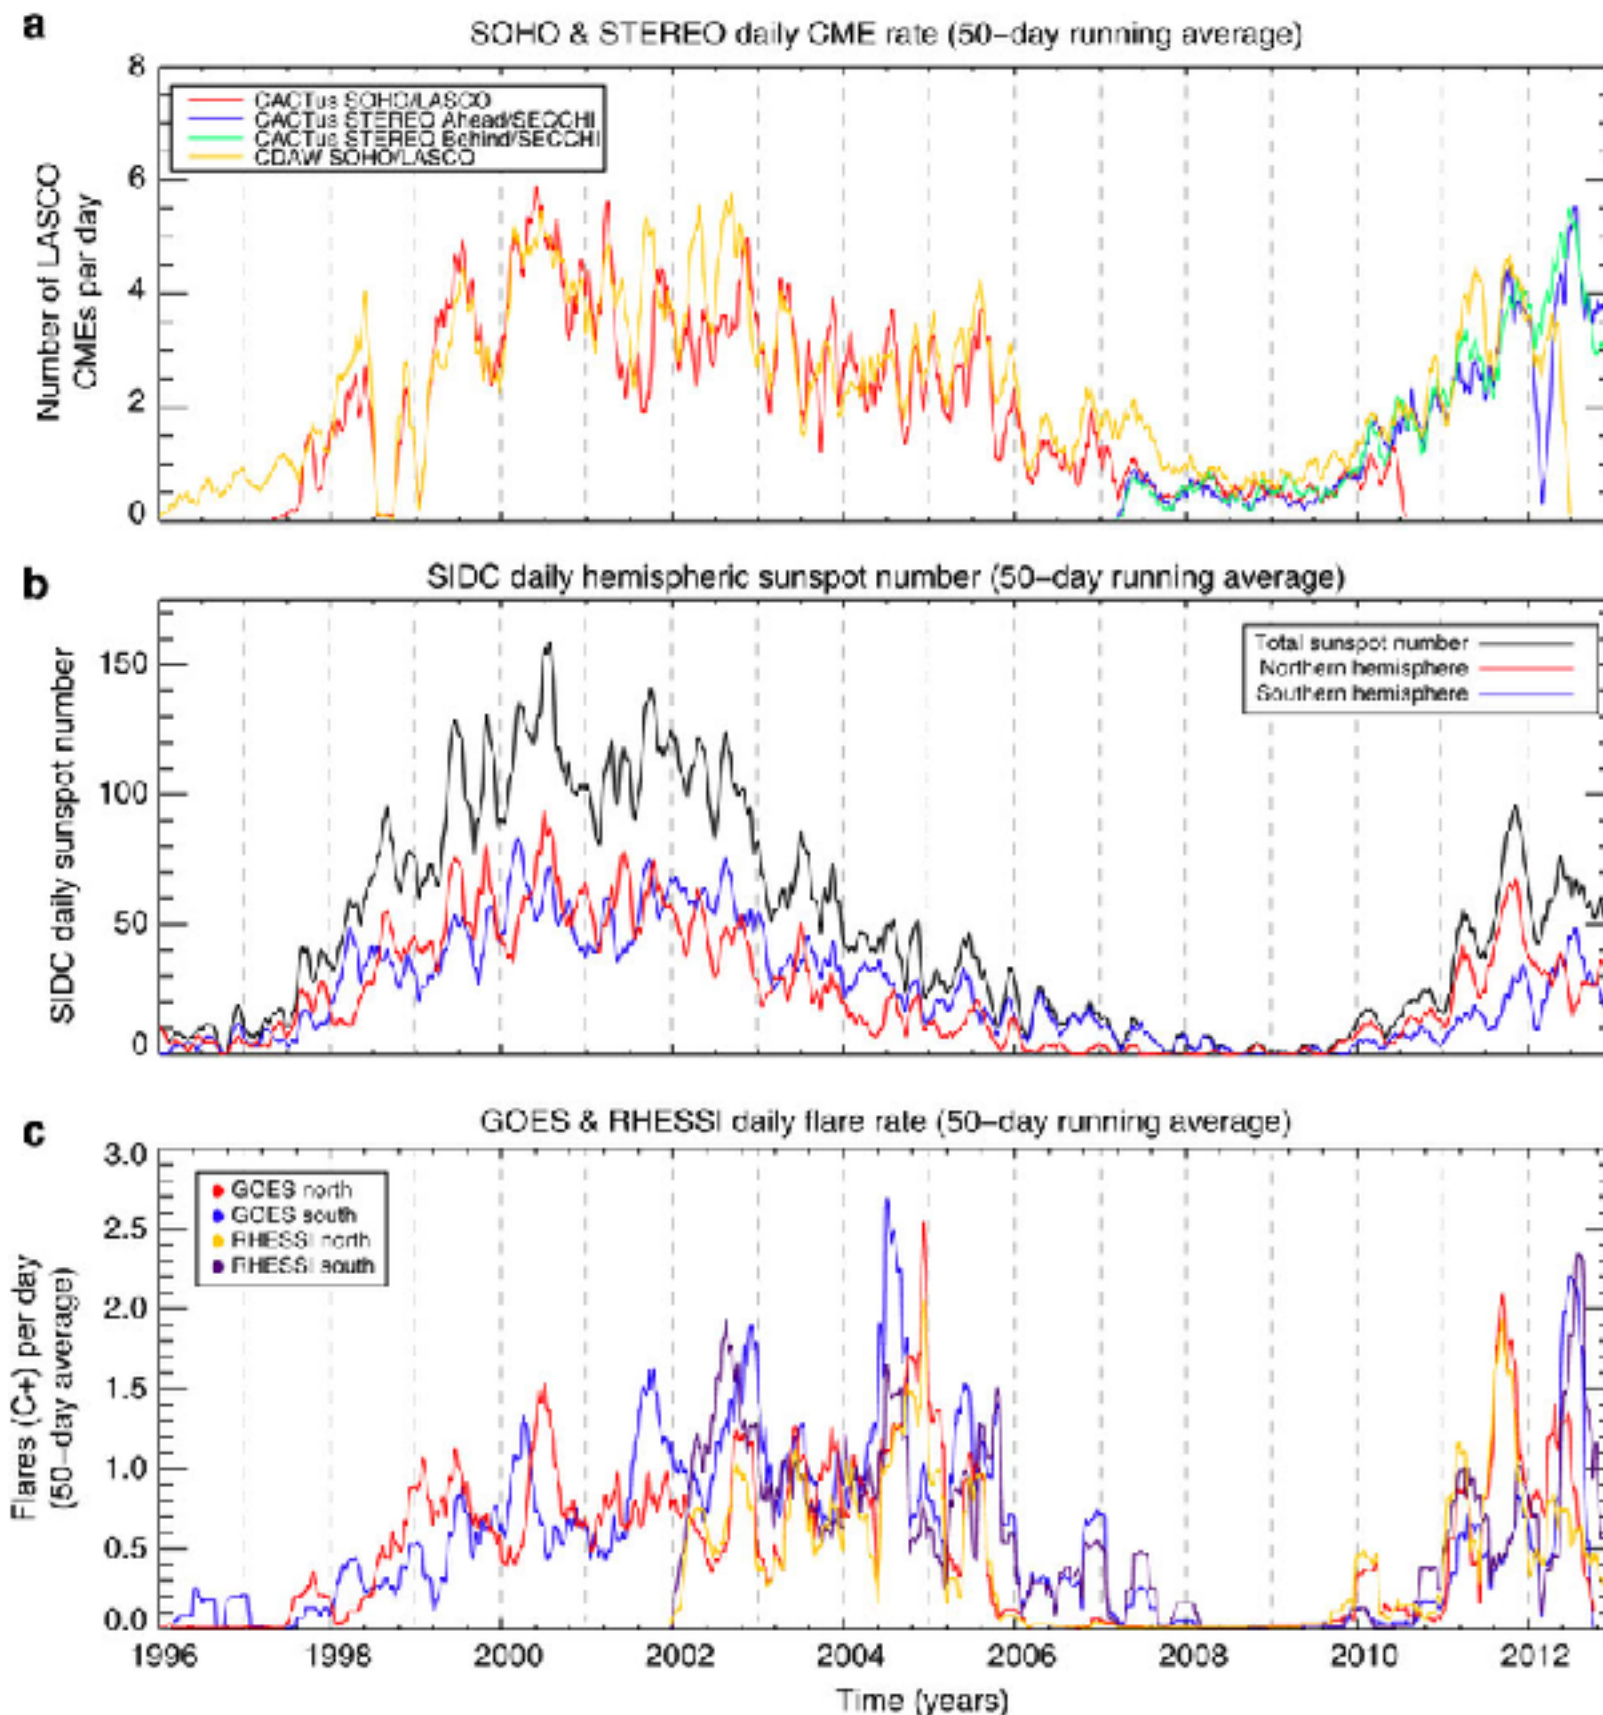 a
SOHO & STEREO daily CME rate (50-day running average)
8
6
4
2
0
Number of LASCO
CMEs per day
CACTus SOHO/LASCO
CACTus STEREO Ahead/SECCHI
CACTus STEREO Behind/SECCHI
CDAW SOHO/LASCO
b
SIDC daily hemispheric sunspot number (50-day running average)
150
100
50
0
SIDC daily sunspot number
Total sunspot number
Northern hemisphere
Southern hemisphere
c
GOES & RHESSI daily flare rate (50-day running average)
3.0
2.5
2.0
1.5
1.0
0.5
0.0
Flares (C+) per day
(50-day average)
GOES north
GOES south
RHESSI north
RHESSI south
1996 1998 2000 2002 2004 2006 2008 2010 2012
Time (years)